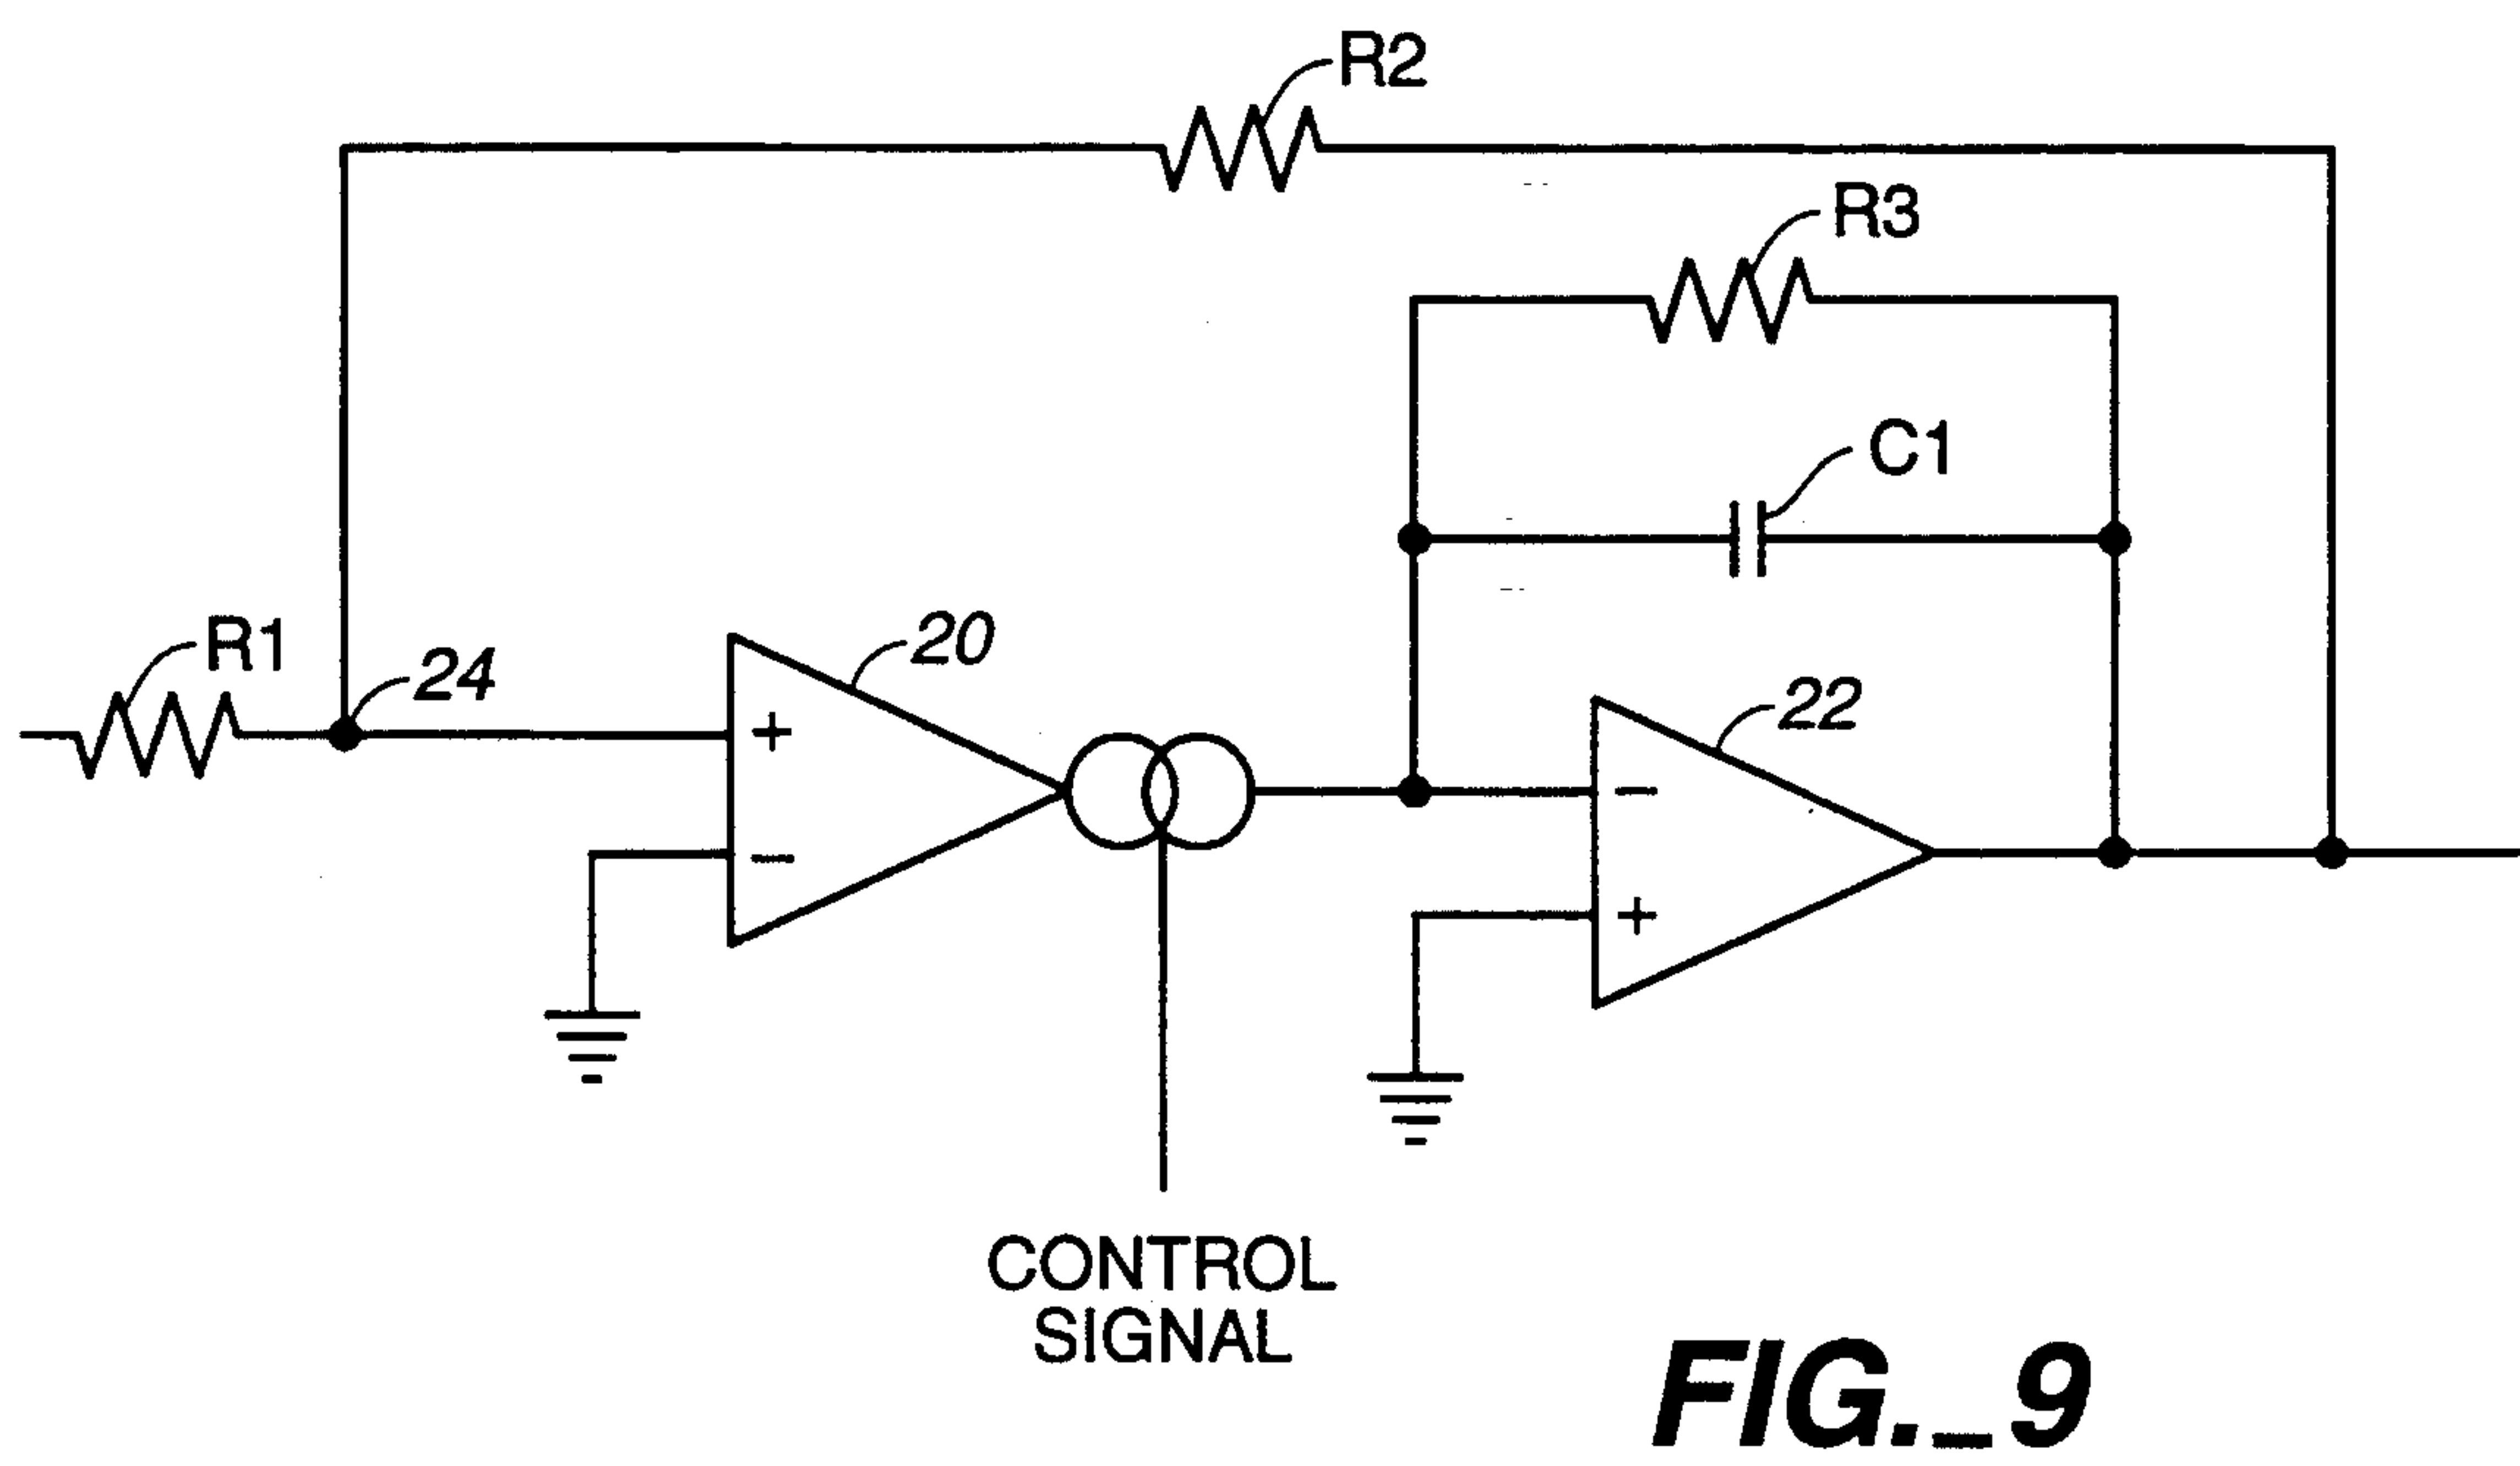 R2
R3
C1
R1
24
20
22
+
−
−
+
CONTROL
SIGNAL
FIG._9